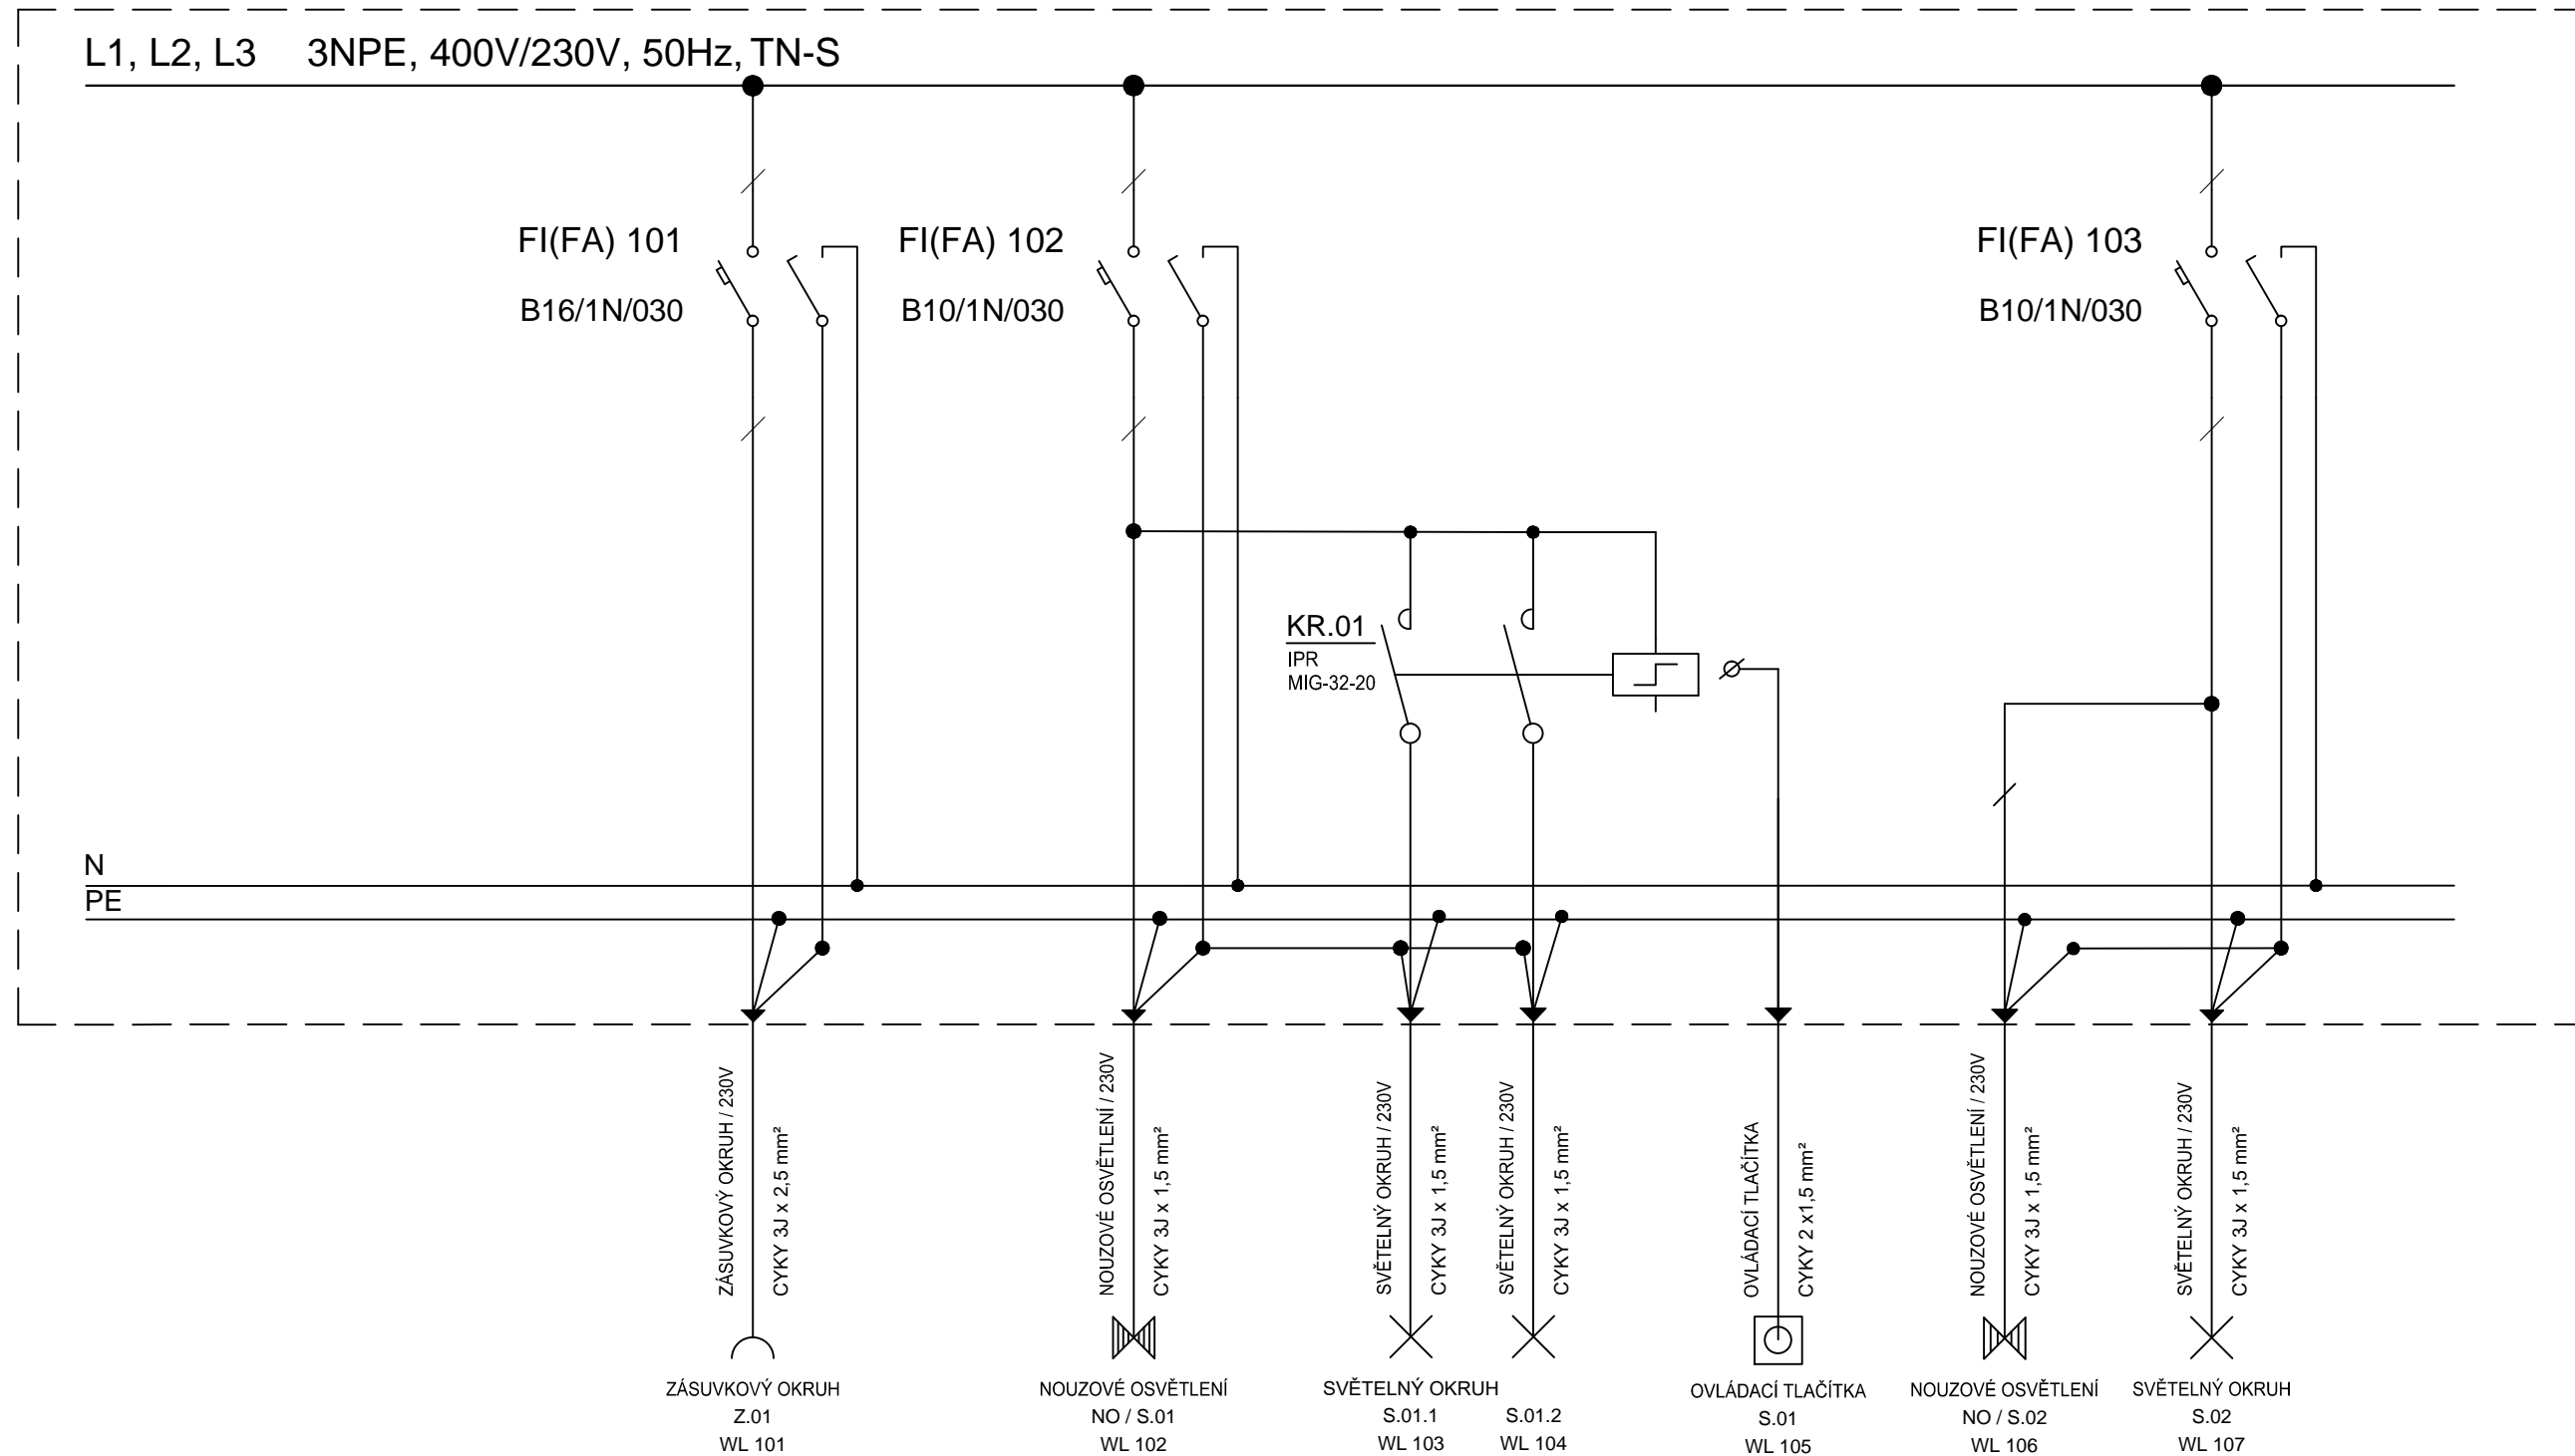 L1, L2, L3 3NPE, 400V/230V, 50Hz, TN-S
FI(FA) 101
B16/1N/030
FI(FA) 102
B10/1N/030
FI(FA) 103
B10/1N/030
KR.01
IPR
MIG-32-20
N
PE
ZÁSUVKOVÝ OKRUH / 230V
CYKY 3J x 2,5 mm²
NOUZOVÉ OSVĚTLENÍ / 230V
CYKY 3J x 1,5 mm²
SVĚTELNÝ OKRUH / 230V
CYKY 3J x 1,5 mm²
SVĚTELNÝ OKRUH / 230V
CYKY 3J x 1,5 mm²
OVLÁDACÍ TLAČÍTKA
CYKY 2 x1,5 mm²
NOUZOVÉ OSVĚTLENÍ / 230V
CYKY 3J x 1,5 mm²
SVĚTELNÝ OKRUH / 230V
CYKY 3J x 1,5 mm²
ZÁSUVKOVÝ OKRUH
Z.01
WL 101
NOUZOVÉ OSVĚTLENÍ
NO / S.01
WL 102
SVĚTELNÝ OKRUH
S.01.1
WL 103
S.01.2
WL 104
OVLÁDACÍ TLAČÍTKA
S.01
WL 105
NOUZOVÉ OSVĚTLENÍ
NO / S.02
WL 106
SVĚTELNÝ OKRUH
S.02
WL 107